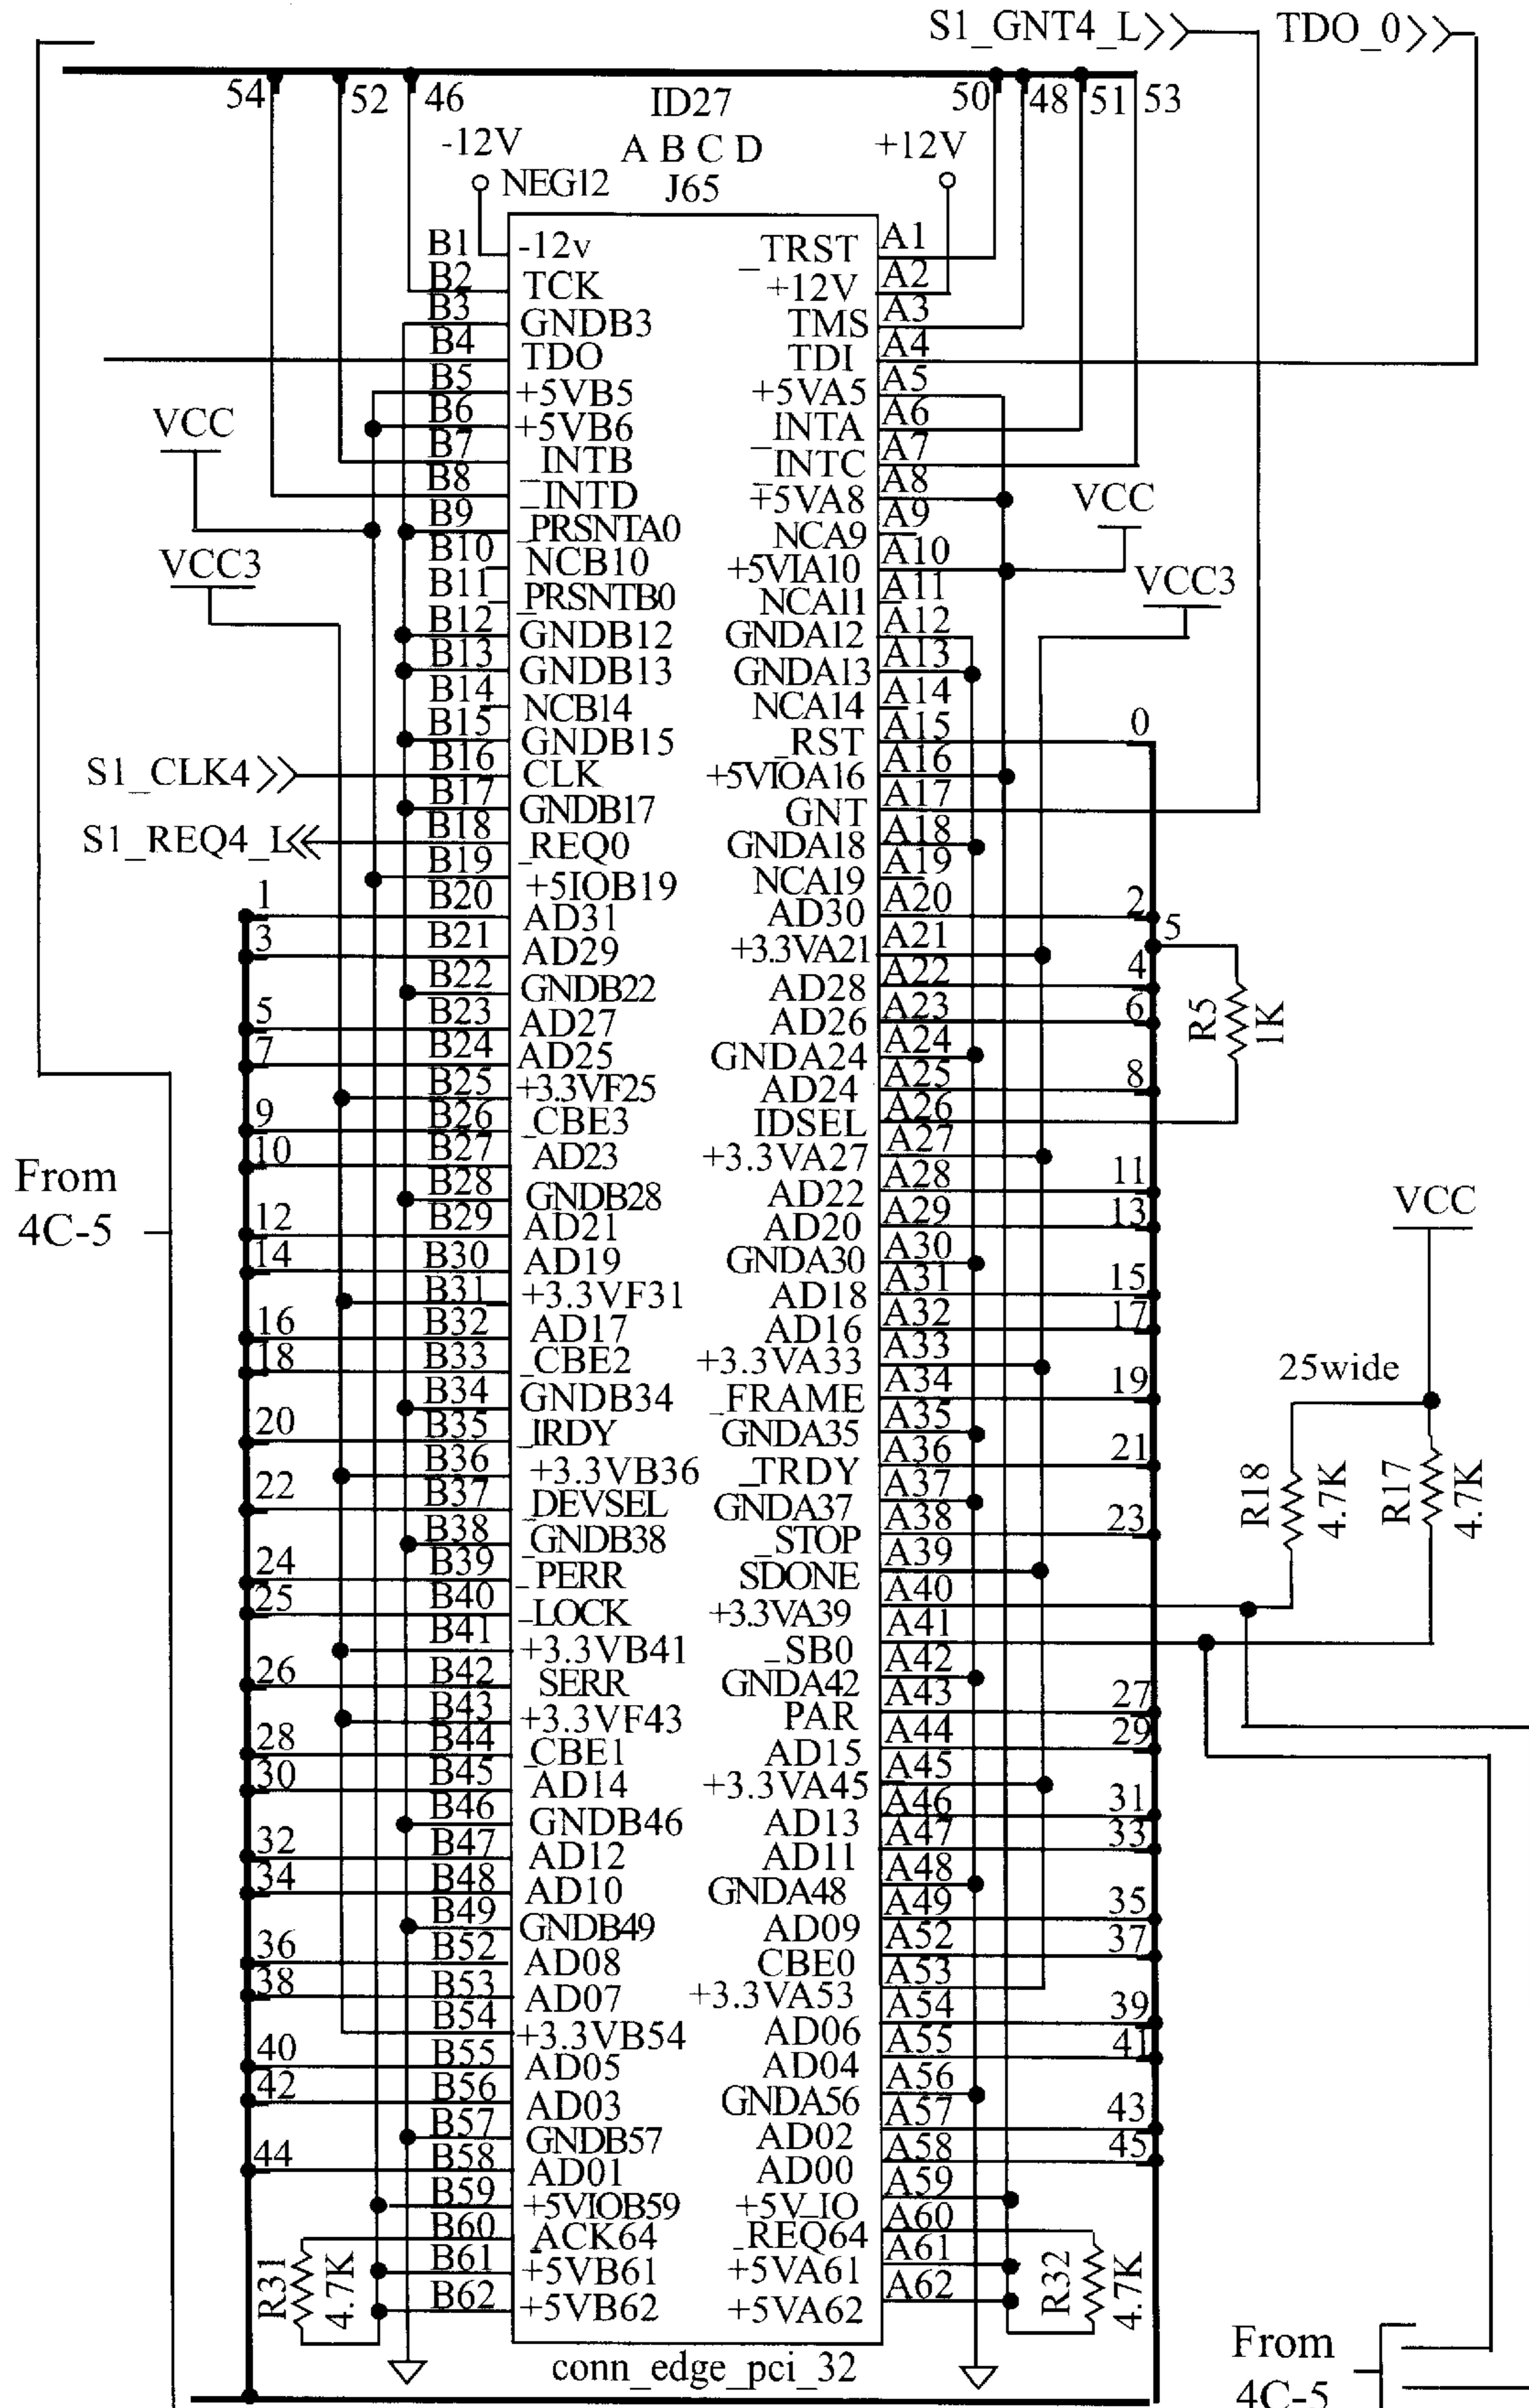 S1_GNT4_L TDO_0
54 52 46 ID27 50 48 51 53
-12V A B C D +12V
NEG12 J65
B1 -12v _TRST A1
B2 TCK +12V A2
B3 GNDB3 TMS A3
B4 TDO TDI A4
B5 +5VB5 +5VA5 A5
VCC B6 +5VB6 _INTA A6
B7 _INTB _INTC A7
B8 _INTD +5VA8 A8 VCC
B9 _PRSNTA0 NCA9 A9
VCC3 B10 NCB10 +5VIA10 A10 VCC3
B11 _PRSNTB0 NCA11 A11
B12 GNDB12 GNDA12 A12
B13 GNDB13 GNDA13 A13
B14 NCB14 NCA14 A14
B15 GNDB15 _RST A15 0
S1_CLK4 B16 CLK +5VIOA16 A16
B17 GNDB17 GNT A17
S1_REQ4_L B18 _REQ0 GNDA18 A18
B19 +5IOB19 NCA19 A19
1 B20 AD31 AD30 A20 2
3 B21 AD29 +3.3VA21 A21 5
B22 GNDB22 AD28 A22 4
5 B23 AD27 AD26 A23 6 R5 1K
7 B24 AD25 GNDA24 A24
B25 +3.3VF25 AD24 A25 8
9 B26 _CBE3 IDSEL A26
10 B27 AD23 +3.3VA27 A27
From B28 GNDB28 AD22 A28 11 VCC
4C-5 12 B29 AD21 AD20 A29 13
14 B30 AD19 GNDA30 A30
B31 +3.3VF31 AD18 A31 15
16 B32 AD17 AD16 A32 17
18 B33 _CBE2 +3.3VA33 A33 25wide
B34 GNDB34 _FRAME A34 19
20 B35 _IRDY GNDA35 A35
B36 +3.3VB36 _TRDY A36 21
22 B37 _DEVSEL GNDA37 A37 R18 4.7K R17 4.7K
B38 _GNDB38 _STOP A38 23
24 B39 _PERR SDONE A39
25 B40 _LOCK +3.3VA39 A40
B41 +3.3VB41 _SB0 A41
26 B42 SERR GNDA42 A42
B43 +3.3VF43 PAR A43 27
28 B44 _CBE1 AD15 A44 29
30 B45 AD14 +3.3VA45 A45
B46 GNDB46 AD13 A46 31
32 B47 AD12 AD11 A47 33
34 B48 AD10 GNDA48 A48
B49 GNDB49 AD09 A49 35
36 B52 AD08 CBE0 A52 37
38 B53 AD07 +3.3VA53 A53
B54 +3.3VB54 AD06 A54 39
40 B55 AD05 AD04 A55 41
42 B56 AD03 GNDA56 A56
B57 GNDB57 AD02 A57 43
44 B58 AD01 AD00 A58 45
B59 +5VIOB59 +5V_IO A59
B60 ACK64 _REQ64 A60
R31 4.7K B61 +5VB61 +5VA61 A61 R32 4.7K
B62 +5VB62 +5VA62 A62
conn_edge_pci_32 From
4C-5